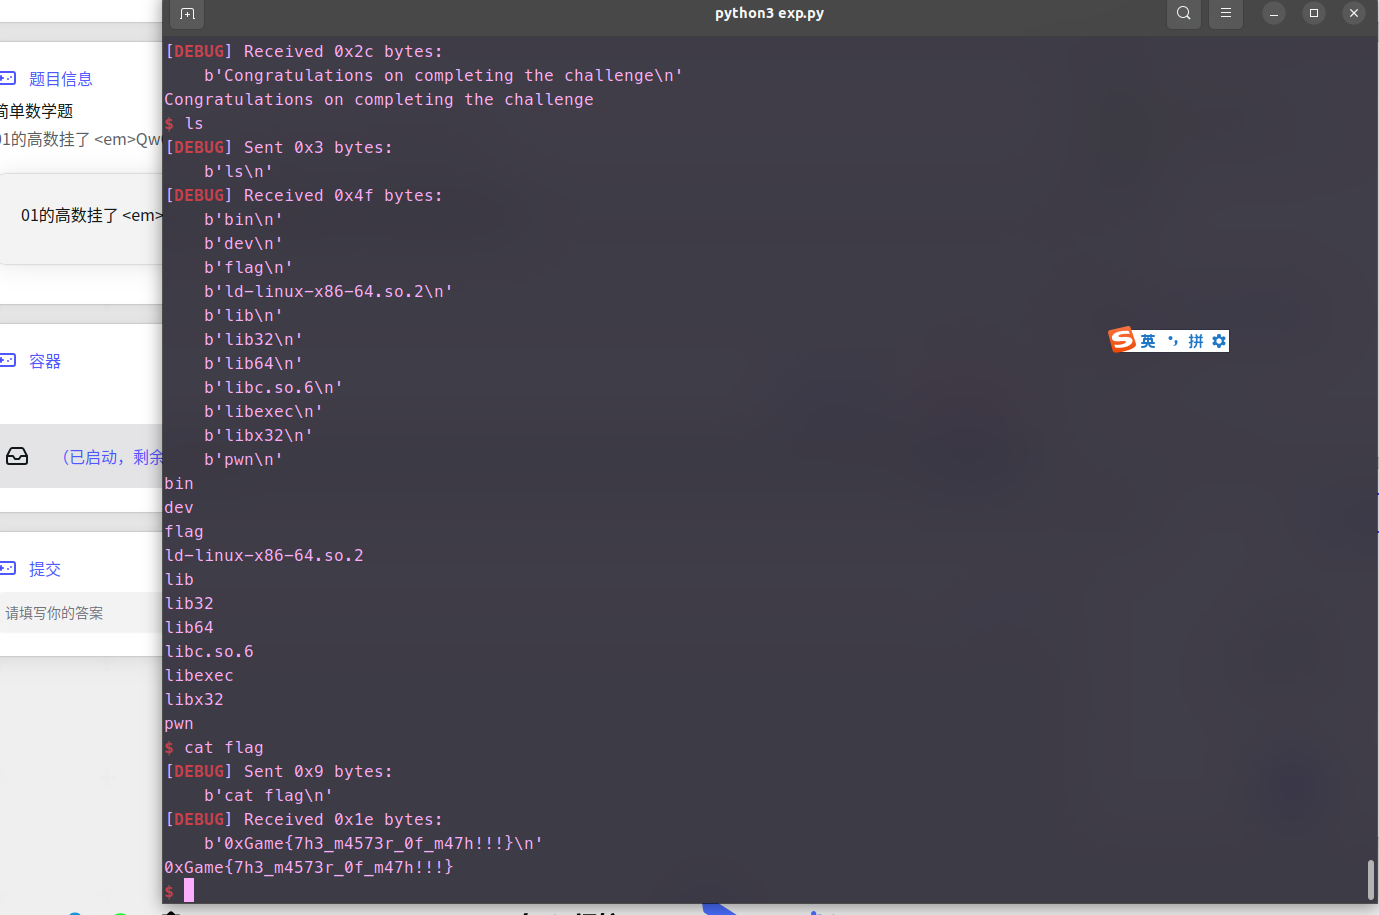 python3 exp.py
题目信息
简单数学题
01的高数挂了 <em>Qw
01的高数挂了 <em>
容器
（已启动，剩余
提交
请填写你的答案
[DEBUG] Received 0x2c bytes:
    b'Congratulations on completing the challenge\n'
Congratulations on completing the challenge
$ ls
[DEBUG] Sent 0x3 bytes:
    b'ls\n'
[DEBUG] Received 0x4f bytes:
    b'bin\n'
    b'dev\n'
    b'flag\n'
    b'ld-linux-x86-64.so.2\n'
    b'lib\n'
    b'lib32\n'
    b'lib64\n'
    b'libc.so.6\n'
    b'libexec\n'
    b'libx32\n'
    b'pwn\n'
bin
dev
flag
ld-linux-x86-64.so.2
lib
lib32
lib64
libc.so.6
libexec
libx32
pwn
$ cat flag
[DEBUG] Sent 0x9 bytes:
    b'cat flag\n'
[DEBUG] Received 0x1e bytes:
    b'0xGame{7h3_m4573r_0f_m47h!!!}\n'
0xGame{7h3_m4573r_0f_m47h!!!}
$
S 英 拼